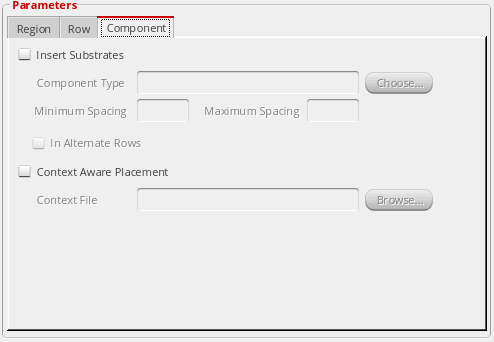 Parameters
Region Row Component
Insert Substrates
Component Type Choose...
Minimum Spacing Maximum Spacing
In Alternate Rows
Context Aware Placement
Context File Browse...